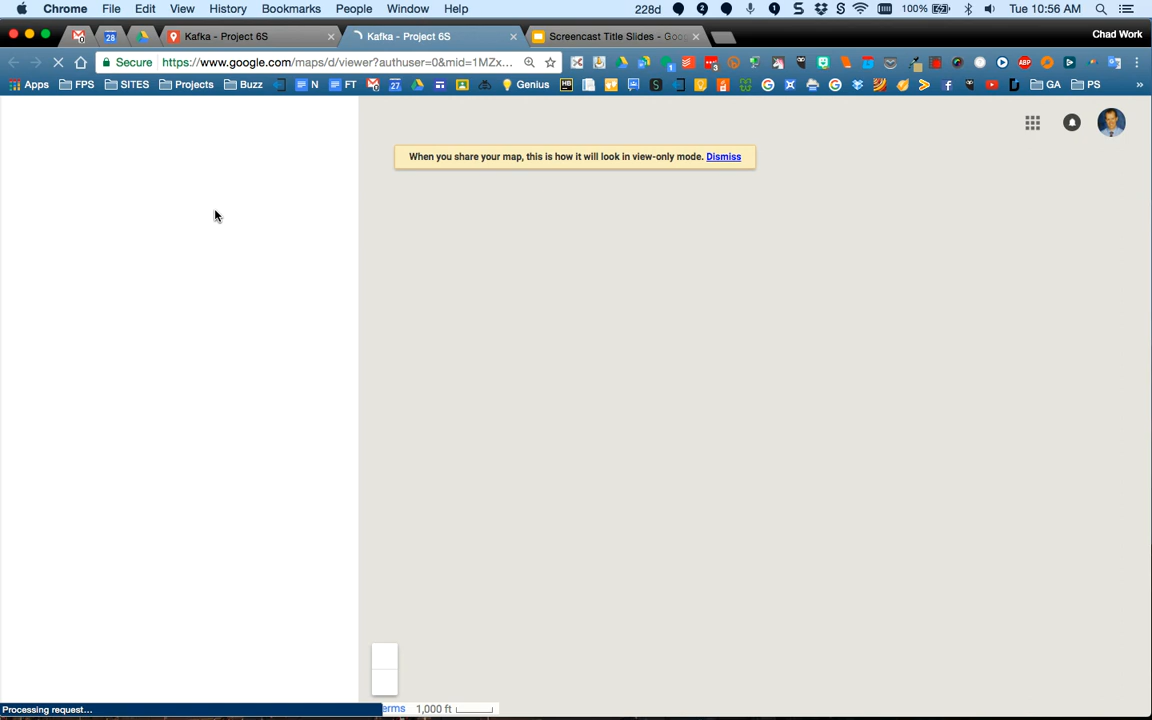 Chrome File Edit View History Bookmarks People Window Help 228d 100% Tue 10:56 AM
Kafka - Project 6S Kafka - Project 6S Screencast Title Slides - Goo Chad Work
Secure https://www.google.com/maps/d/viewer?authuser=0&mid=1MZx...
Apps FPS SITES Projects Buzz N FT 27 Genius HB GA PS »
When you share your map, this is how it will look in view-only mode. Dismiss
Processing request... erms 1,000 ft